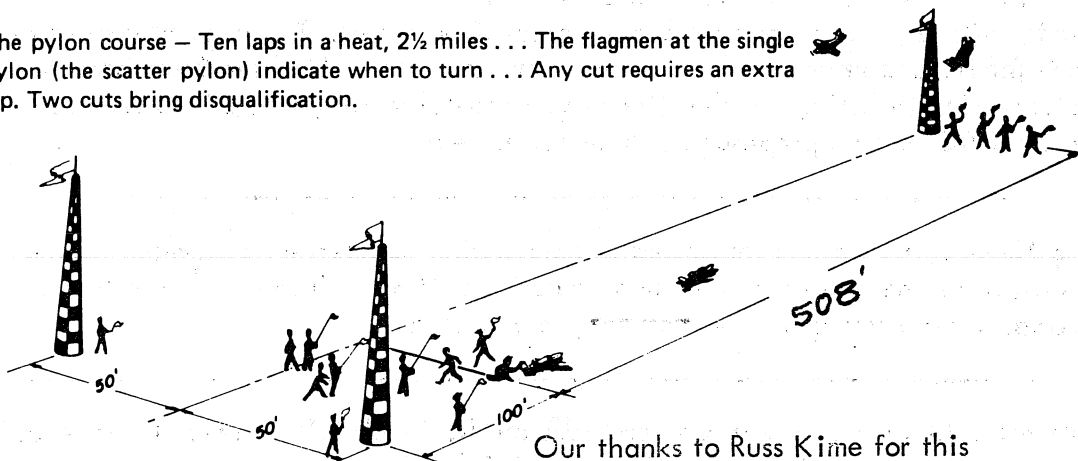 he pylon course — Ten laps in a heat, 2½ miles . . . The flagmen at the single
ylon (the scatter pylon) indicate when to turn . . . Any cut requires an extra
p. Two cuts bring disqualification.
508'
50'
50'
100'
Our thanks to Russ Kime for this